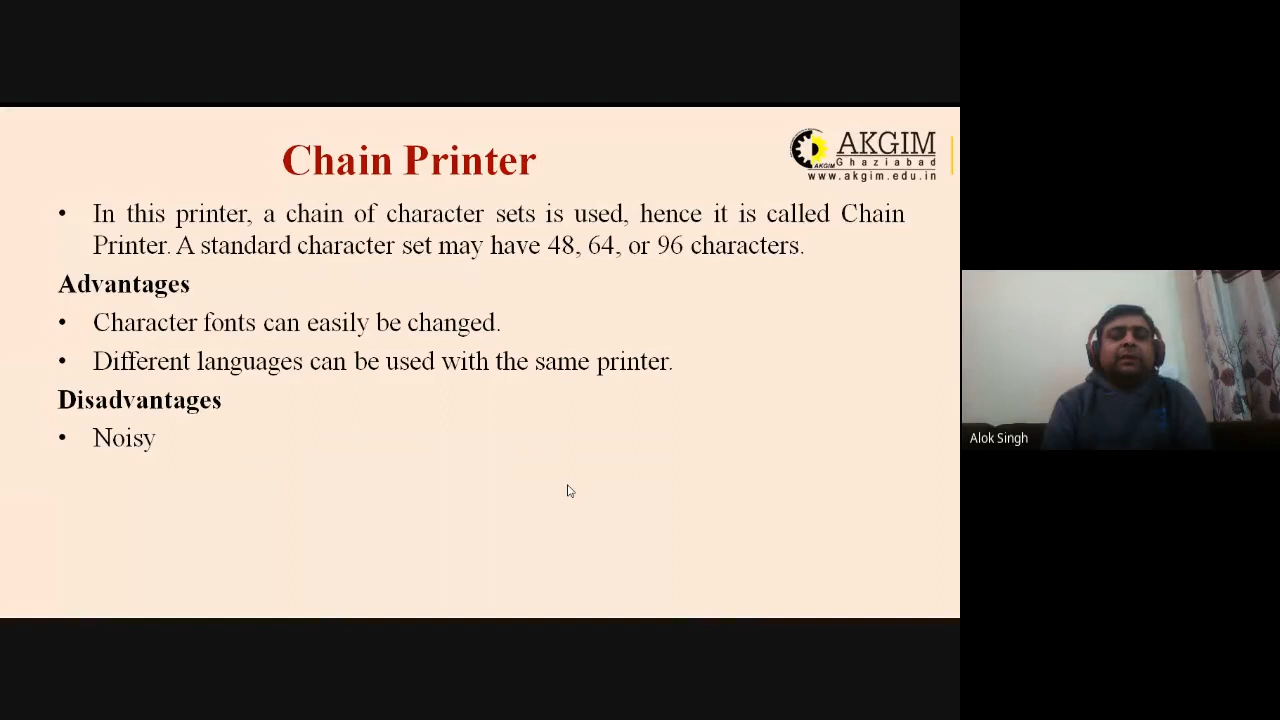 Chain Printer
AKGIM
Ghaziabad
AKGIM
www.akgim.edu.in
• In this printer, a chain of character sets is used, hence it is called Chain
Printer. A standard character set may have 48, 64, or 96 characters.
Advantages
• Character fonts can easily be changed.
• Different languages can be used with the same printer.
Disadvantages
• Noisy
Alok Singh